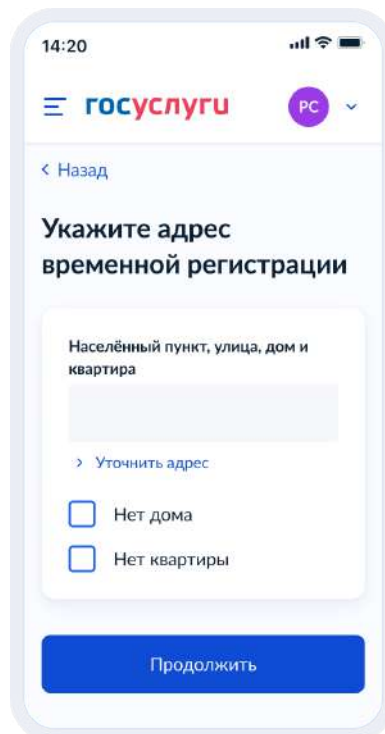 14:20
госуслуги
РС
Назад
Укажите адрес
временной регистрации
Населённый пункт, улица, дом и
квартира
Уточнить адрес
Нет дома
Нет квартиры
Продолжить